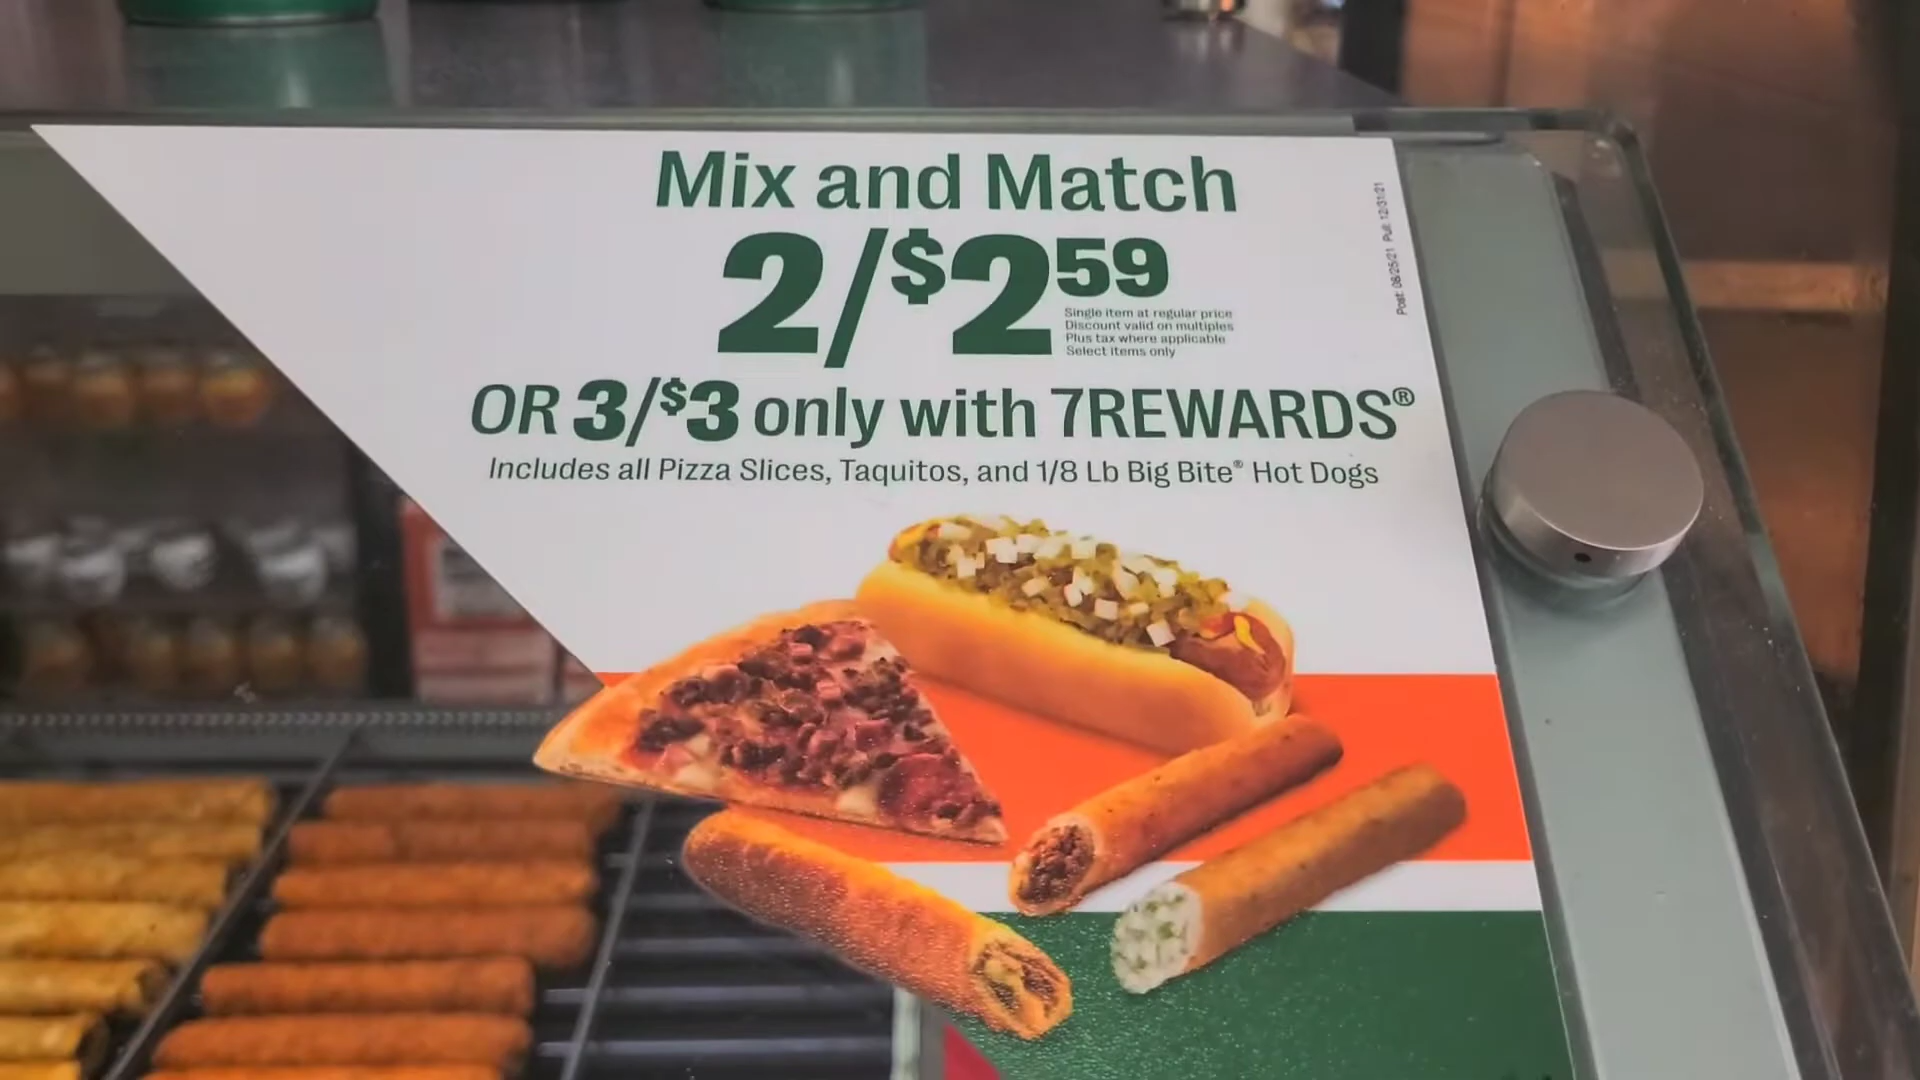 Mix and Match
2/$2 59
Single item at regular price
Discount valid on multiples
Plus tax where applicable
Select items only
OR 3/$3 only with 7REWARDS®
Includes all Pizza Slices, Taquitos, and 1/8 Lb Big Bite® Hot Dogs
Post: 08/25/21 Pull: 12/31/21